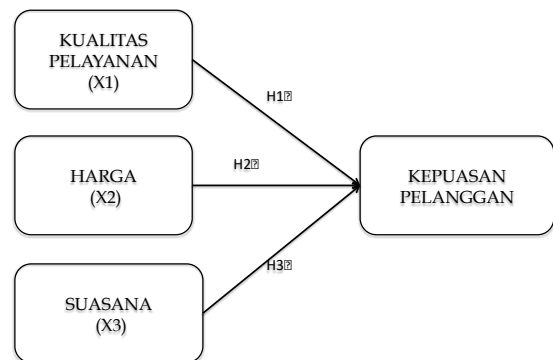 KUALITAS
PELAYANAN
(X1)
H1
HARGA
(X2)
H2
KEPUASAN
PELANGGAN
H3
SUASANA
(X3)